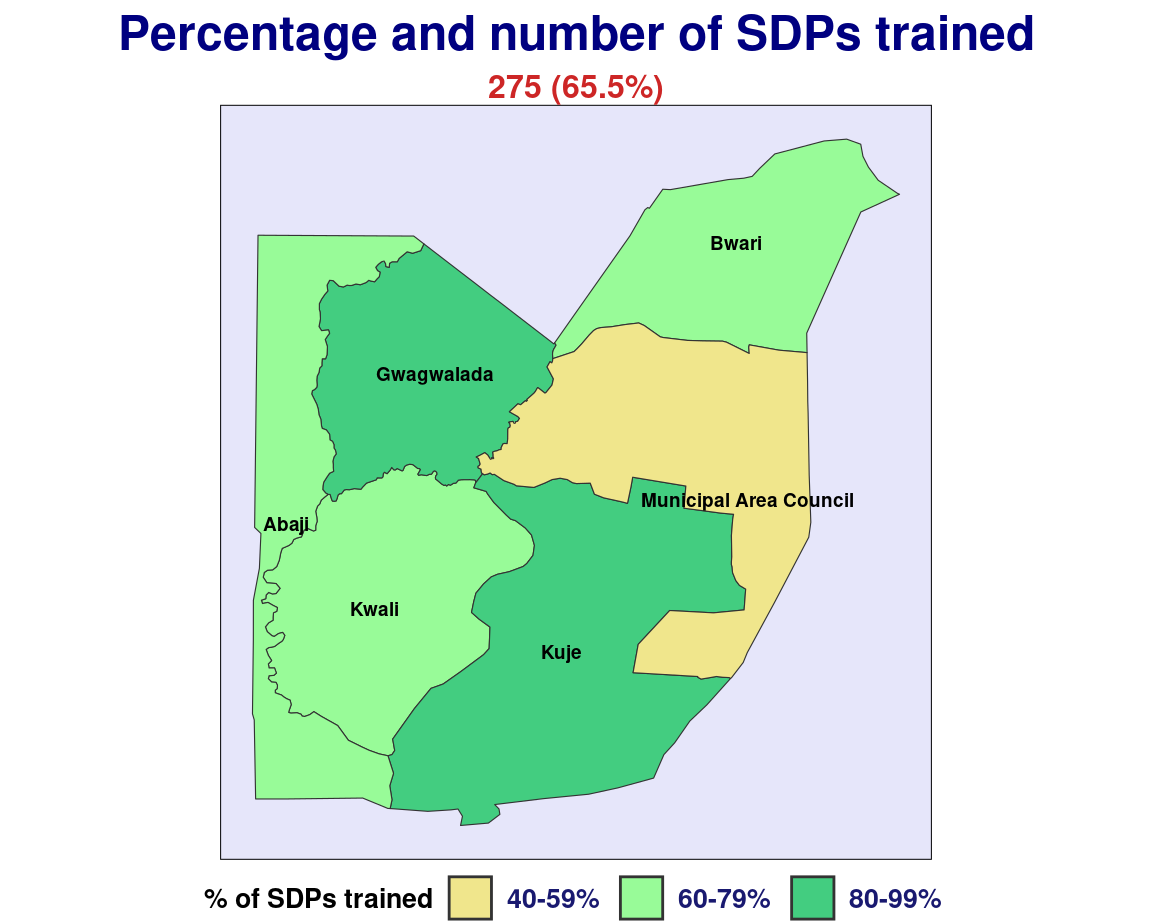 Percentage and number of SDPs trained
275 (65.5%)
Bwari
Gwagwalada
Municipal Area Council
Abaji
Kwali
Kuje
% of SDPs trained 40-59% 60-79% 80-99%